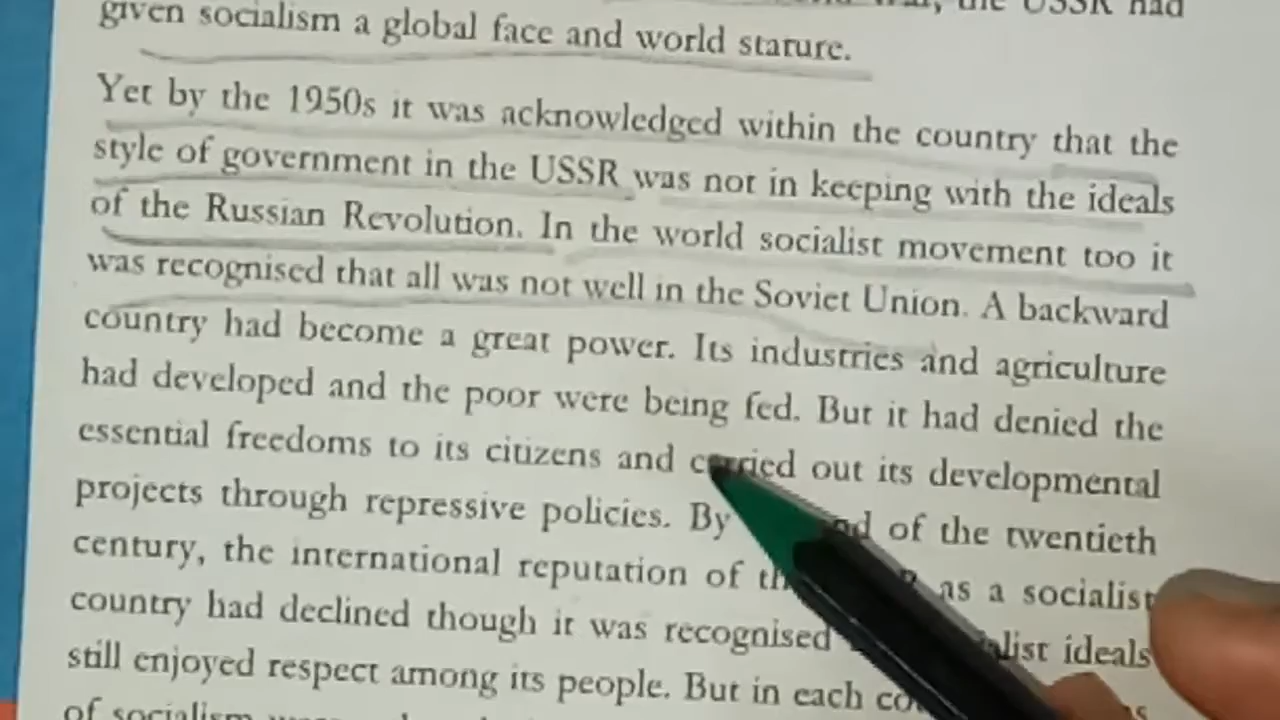 the USSR had
given socialism a global face and world stature.
Yet by the 1950s it was acknowledged within the country that the
style of government in the USSR was not in keeping with the ideals
of the Russian Revolution. In the world socialist movement too it
was recognised that all was not well in the Soviet Union. A backward
country had become a great power. Its industries and agriculture
had developed and the poor were being fed. But it had denied the
essential freedoms to its citizens and carried out its developmental
projects through repressive policies. By of the twentieth
century, the international reputation of as a socialist
country had declined though it was recognised ideals
still enjoyed respect among its people. But in each
of socialism